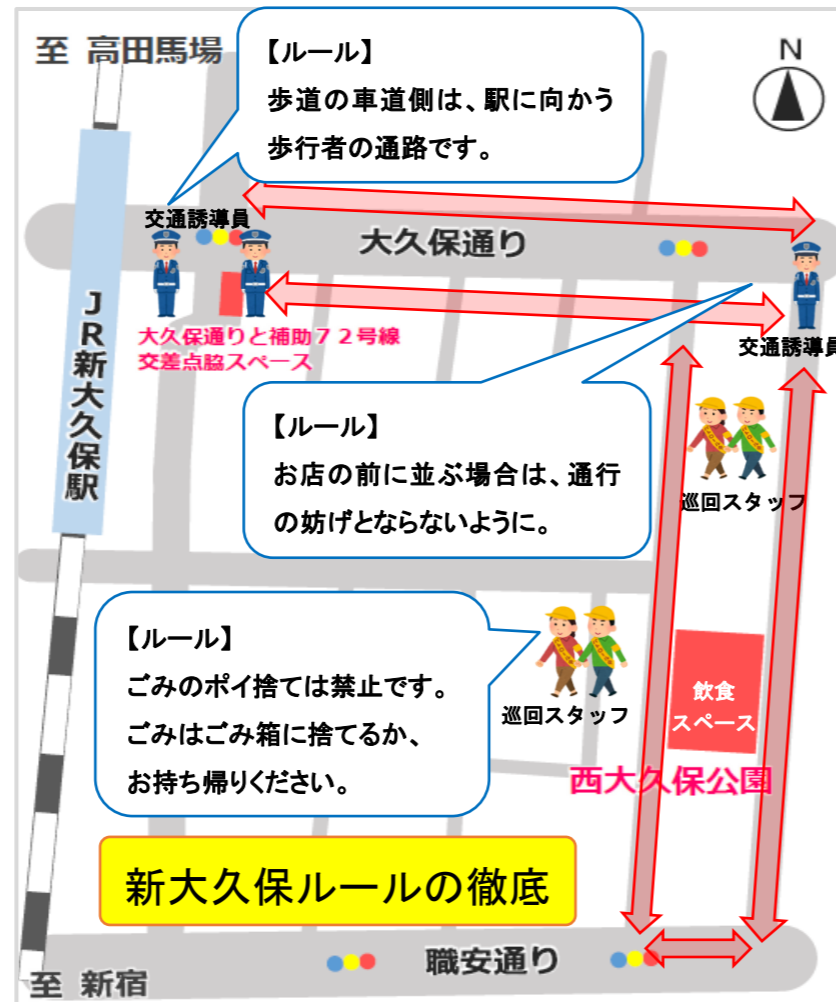 至 高田馬場
【ルール】
歩道の車道側は、駅に向かう
歩行者の通路です。
N
交通誘導員
大久保通り
JR新大久保駅
大久保通りと補助72号線
交差点脇スペース
交通誘導員
【ルール】
お店の前に並ぶ場合は、通行
の妨げとならないように。
巡回スタッフ
【ルール】
ごみのポイ捨ては禁止です。
ごみはごみ箱に捨てるか、
お持ち帰りください。
巡回スタッフ
飲食
スペース
西大久保公園
新大久保ルールの徹底
職安通り
至 新宿